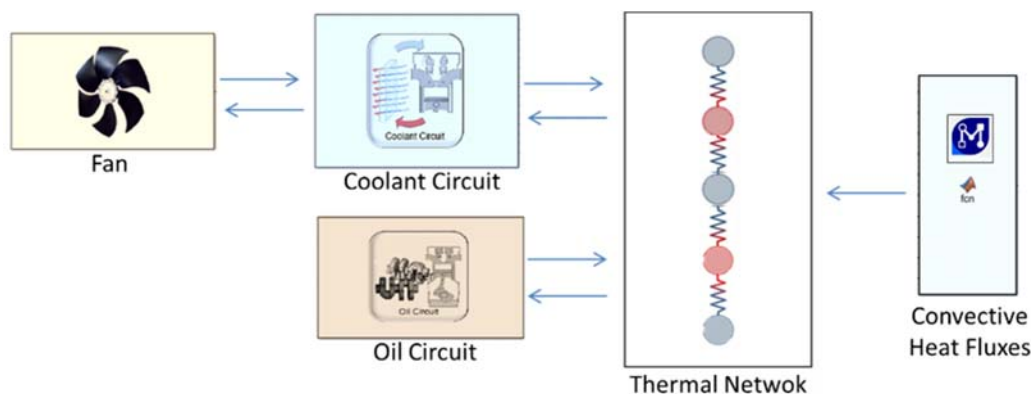 Coolant Circuit
Fan
Coolant Circuit
fcn
Oil Circuit
Oil Circuit
Convective
Heat Fluxes
Thermal Netwok